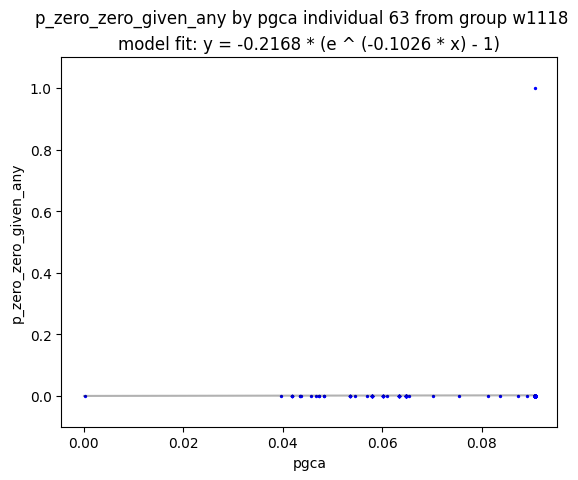 p_zero_zero_given_any by pgca individual 63 from group w1118
model fit: y = -0.2168 * (e ^ (-0.1026 * x) - 1)
1.0
0.8
0.6
0.4
0.2
0.0
p_zero_zero_given_any
0.00 0.02 0.04 0.06 0.08
pgca